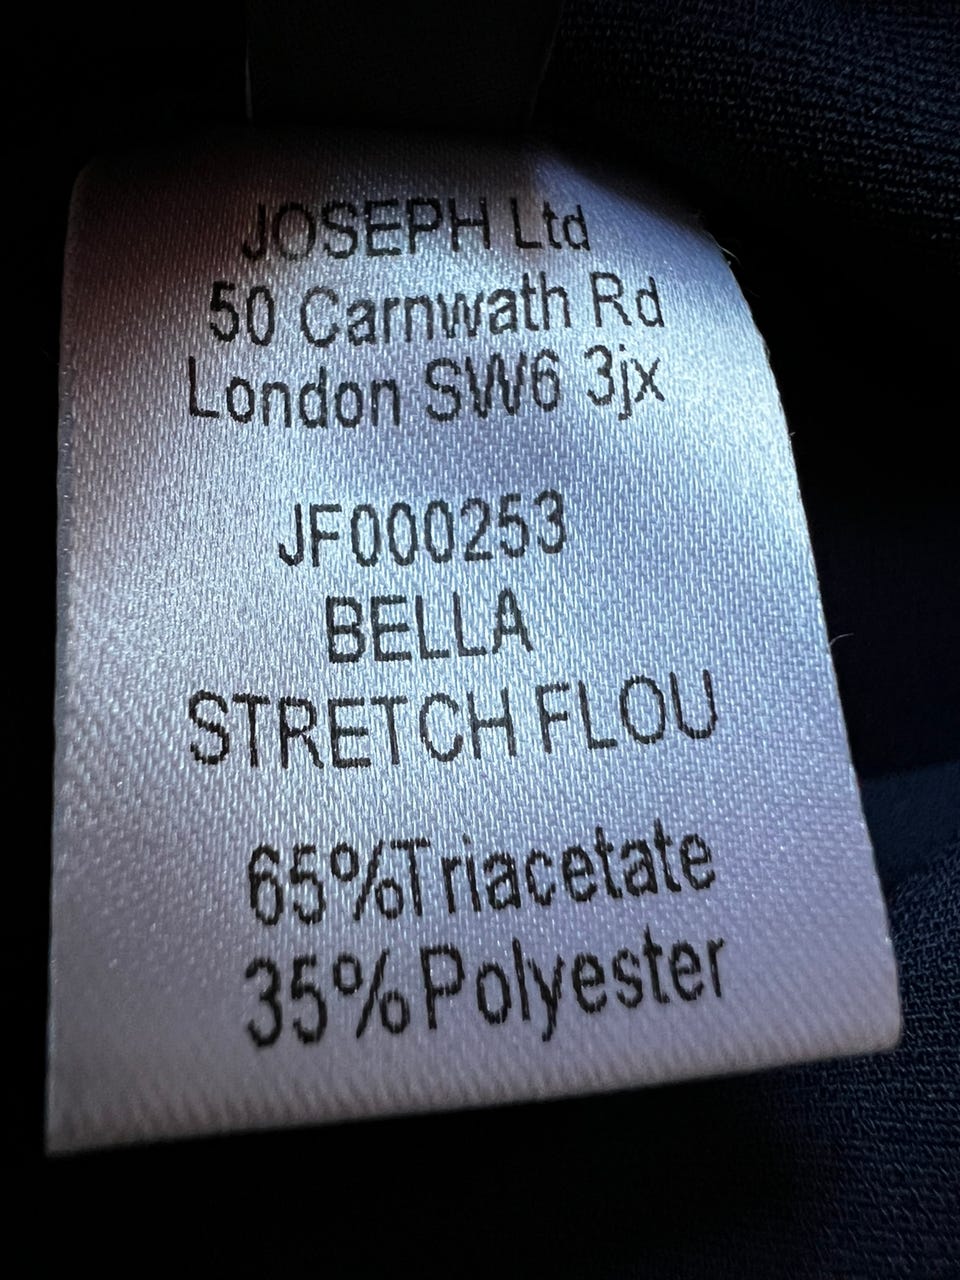 JOSEPH Ltd
50 Carnwath Rd
London SW6 3jx
JF000253
BELLA
STRETCH FLOU
65%Triacetate
35%Polyester